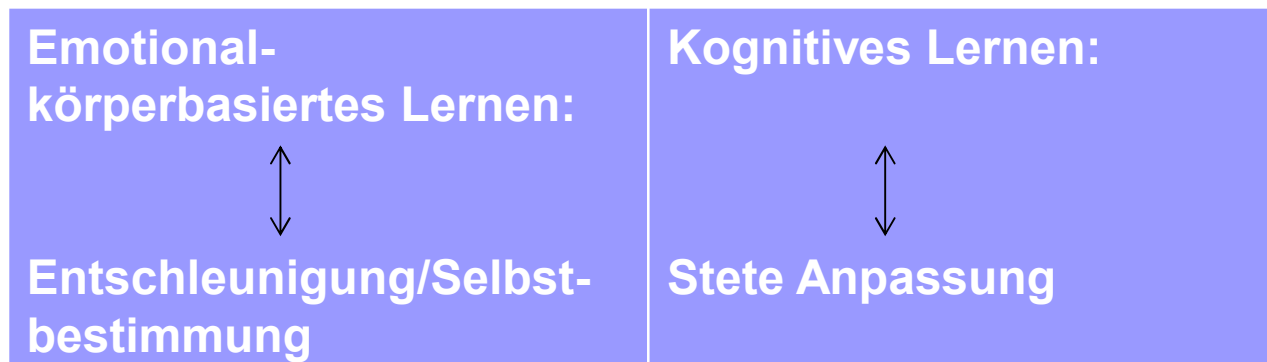 Emotional-
körperbasiertes Lernen:
Entschleunigung/Selbst-
bestimmung
Kognitives Lernen:
Stete Anpassung